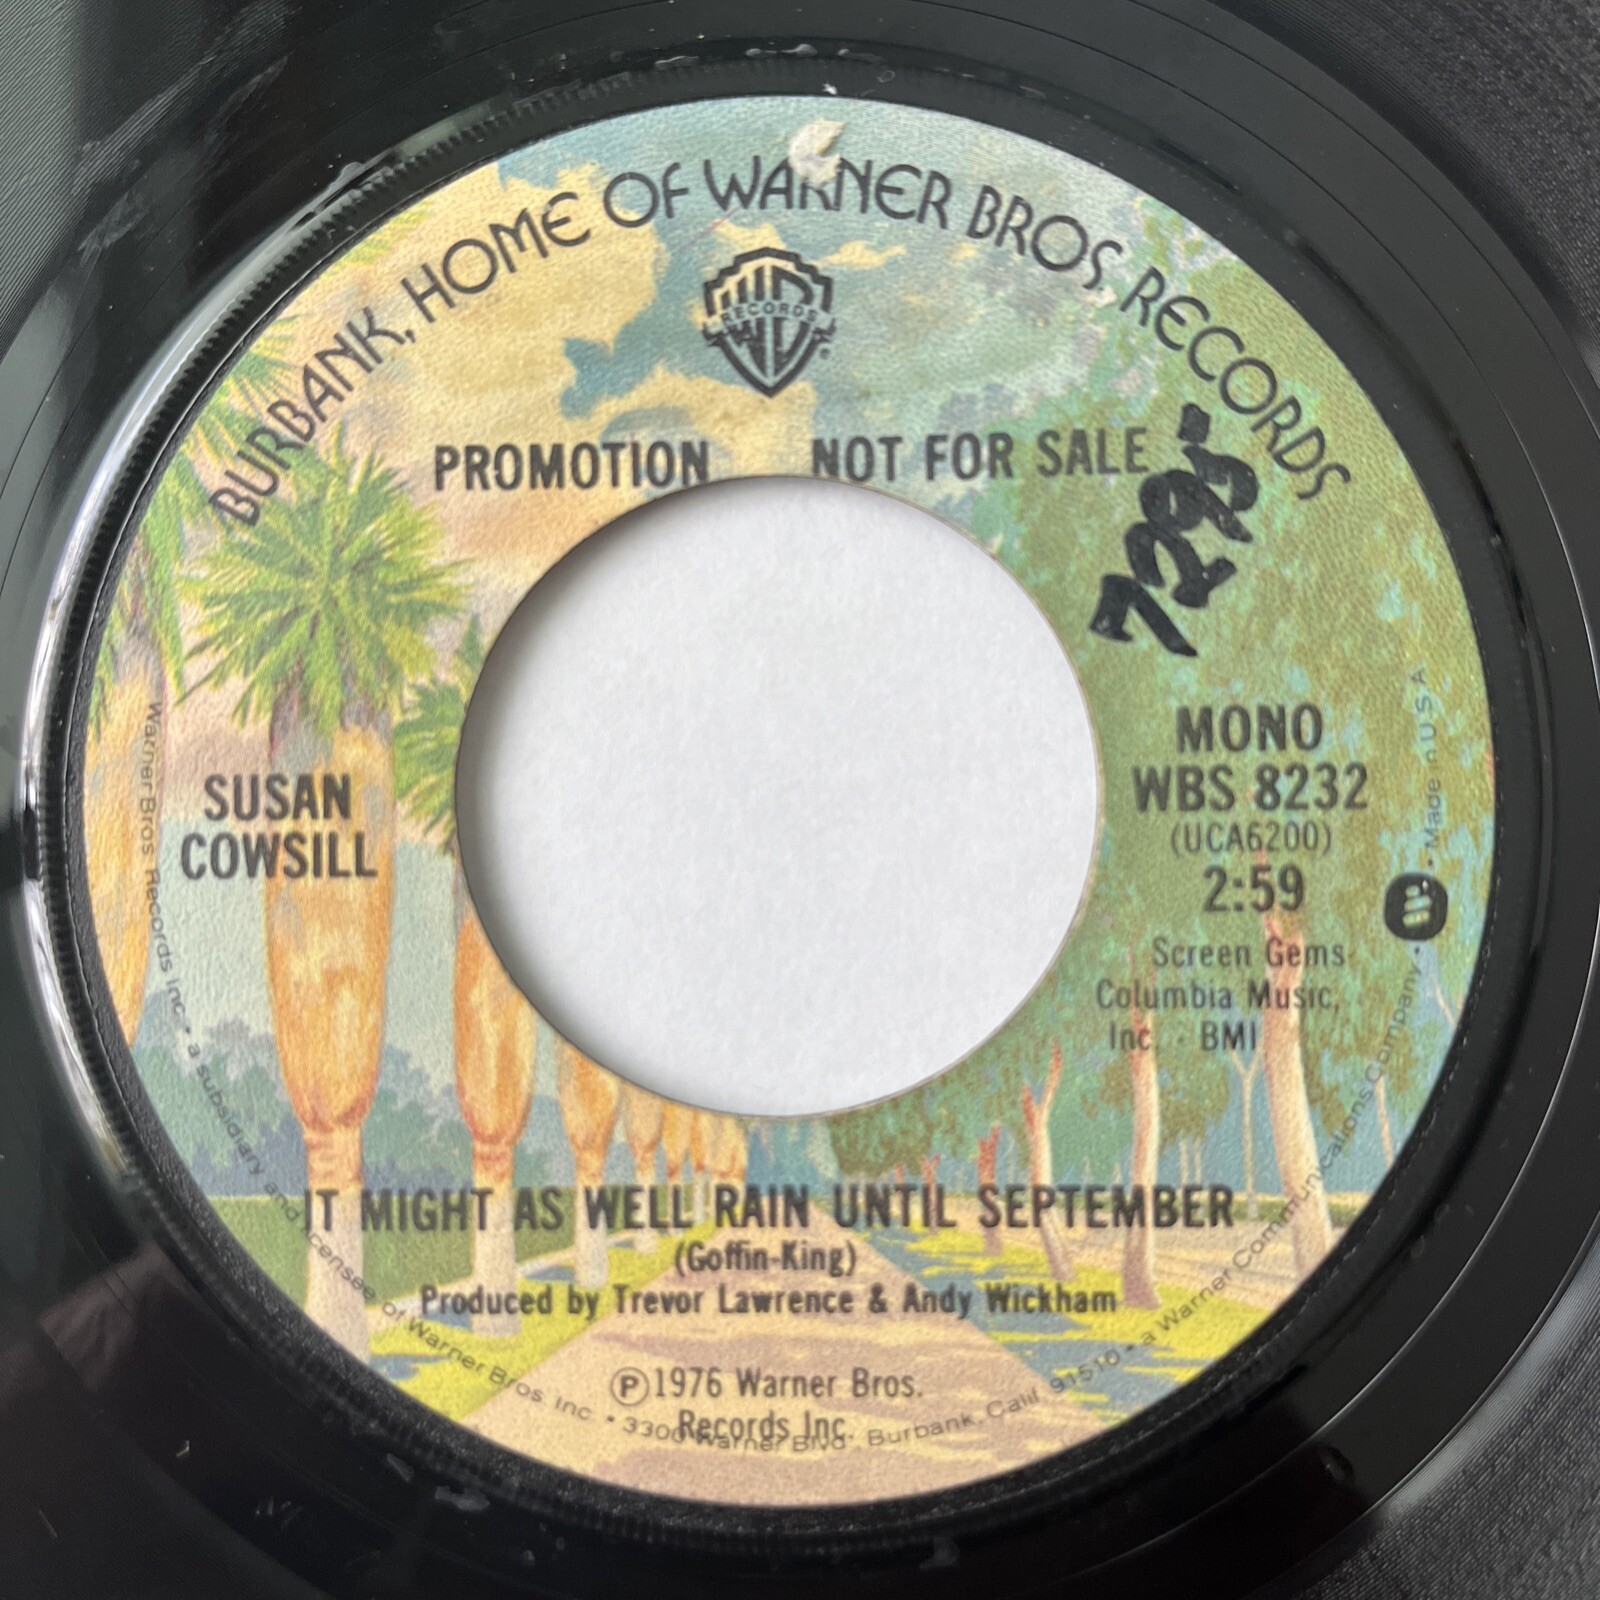 BURBANK, HOME OF WARNER BROS. RECORDS
W RECORDS
®
PROMOTION NOT FOR SALE
7295
SUSAN
COWSILL
MONO
WBS 8232
(UCA6200)
2:59
Screen Gems
Columbia Music,
Inc. · BMI
IT MIGHT AS WELL RAIN UNTIL SEPTEMBER
(Goffin-King)
Produced by Trevor Lawrence & Andy Wickham
℗1976 Warner Bros.
Records Inc.
Warner Bros. Records Inc. • a subsidiary and licensee of Warner Bros. Inc. • 3300 Warner Blvd., Burbank, Calif. 91510 • a Warner Communications Company • Made in U S A